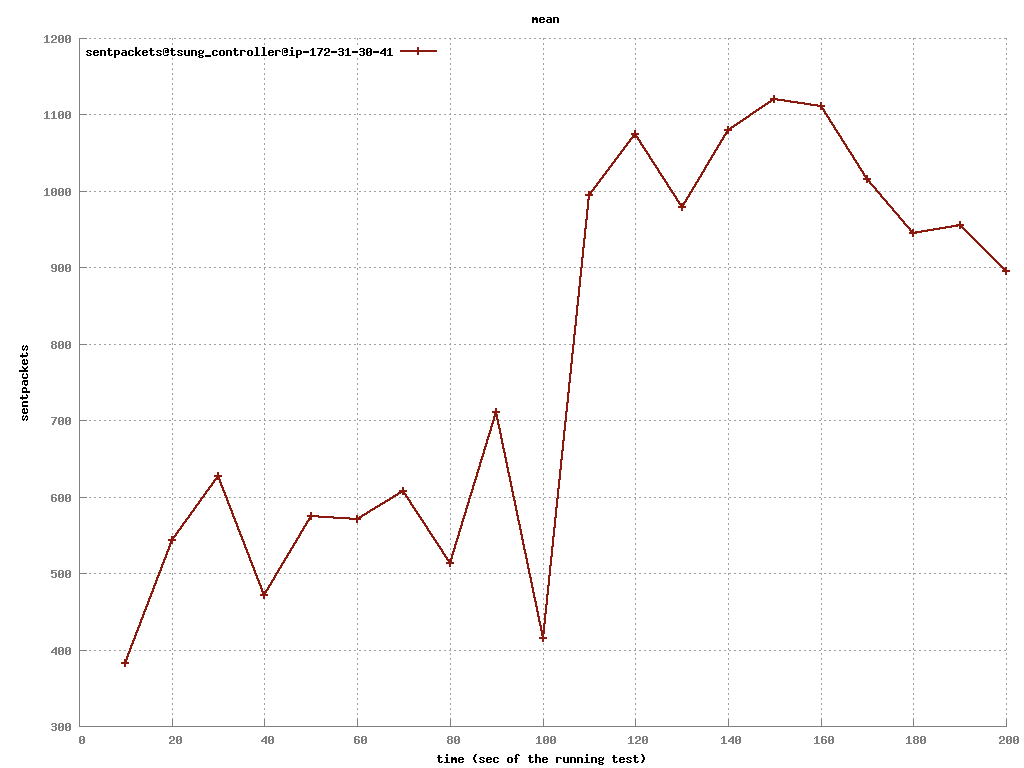 mean
sentpackets@tsung_controller@ip-172-31-30-41
1200
1100
1000
900
800
700
600
500
400
300
sentpackets
0 20 40 60 80 100 120 140 160 180 200
time (sec of the running test)